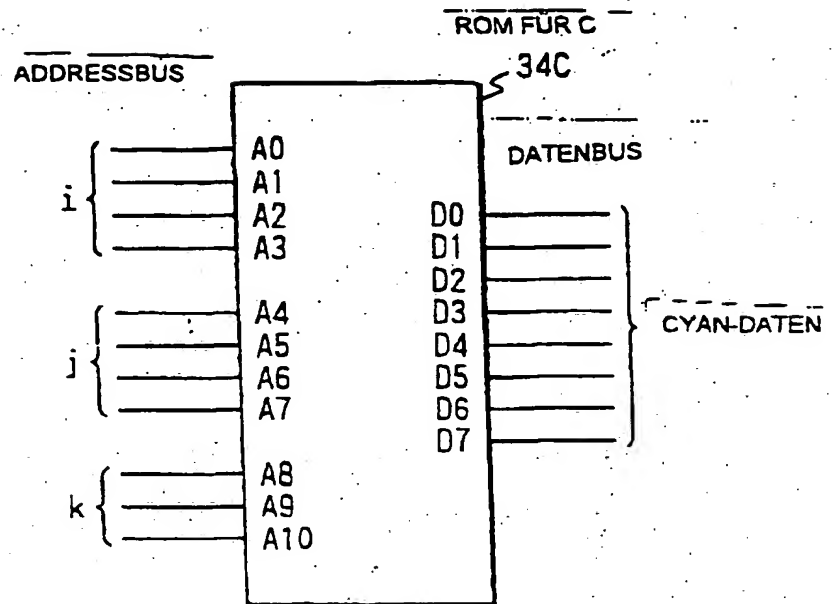 ROM FÜR C
34C
ADDRESSBUS
DATENBUS
i
A0
A1
A2
A3
j
A4
A5
A6
A7
k
A8
A9
A10
D0
D1
D2
D3
D4
D5
D6
D7
CYAN-DATEN